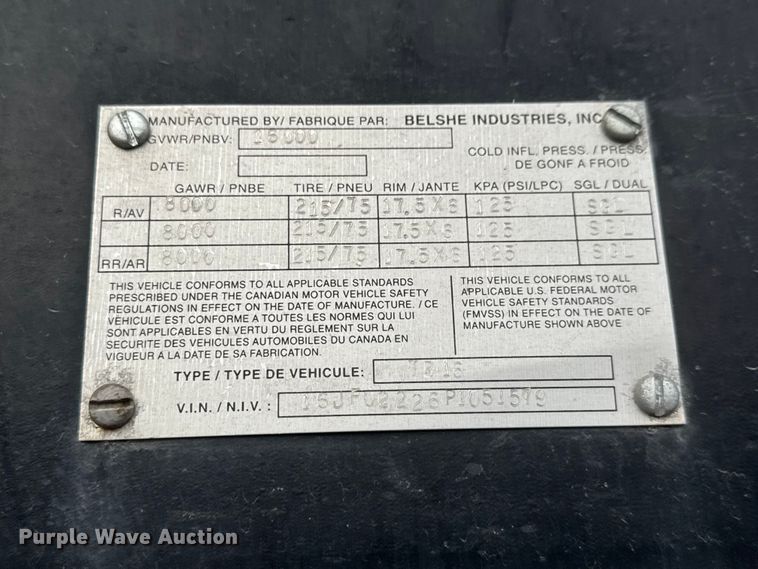 MANUFACTURED BY/ FABRIQUE PAR: BELSHE INDUSTRIES, INC
GVWR/PNBV: 16000
COLD INFL. PRESS. / PRESS.
DE GONF A FROID
DATE:
GAWR / PNBE TIRE / PNEU RIM / JANTE KPA (PSI/LPC) SGL / DUAL
R/AV 8000 215/75 17.5X6 125 SGL
8000 215/75 17.5X6 125 SGL
RR/AR 8000 215/75 17.5X6 125 SGL
THIS VEHICLE CONFORMS TO ALL APPLICABLE STANDARDS
PRESCRIBED UNDER THE CANADIAN MOTOR VEHICLE SAFETY
REGULATIONS IN EFFECT ON THE DATE OF MANUFACTURE. / CE
VÈHICULE EST CONFORME A TOUTES LES NORMES QUI LUI
SONT APPLICABLES EN VERTU DU REGLEMENT SUR LA
SECURITE DES VEHICULES AUTOMOBILES DU CANADA EN
VIGUEUR A LA DATE DE SA FABRICATION.
THIS VEHICLE CONFORMS TO ALL
APPLICABLE U.S. FEDERAL MOTOR
VEHICLE SAFETY STANDARDS
(FMVSS) IN EFFECT ON THE DATE OF
MANUFACTURE SHOWN ABOVE
TYPE / TYPE DE VEHICULE:
V.I.N. / N.I.V. : 16JF02226P1051579
Purple Wave Auction®